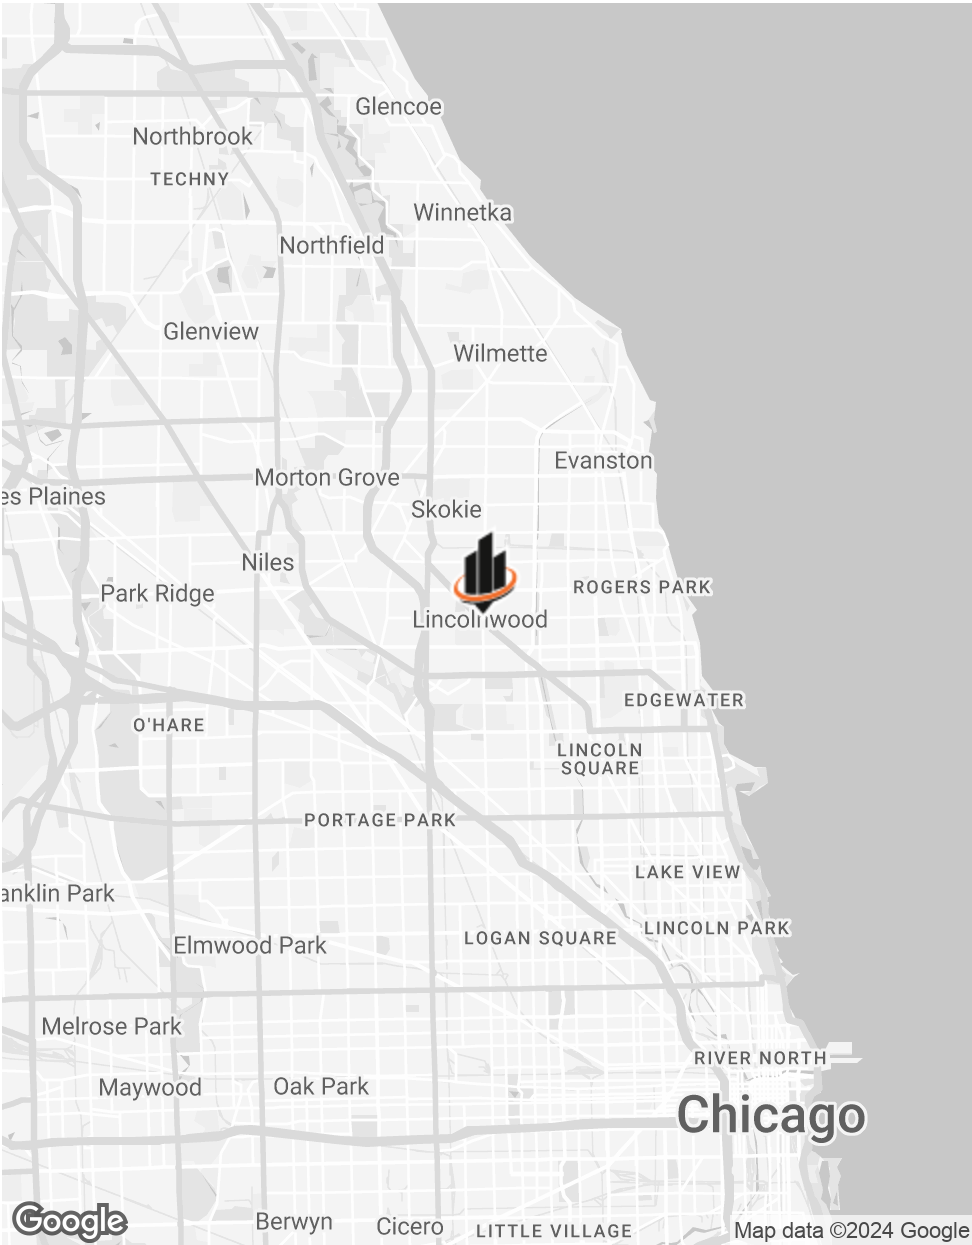 Glencoe
Northbrook
TECHNY
Winnetka
Northfield
Glenview
Wilmette
Evanston
Morton Grove
es Plaines
Skokie
Niles
ROGERS PARK
Park Ridge
Lincolnwood
EDGEWATER
O'HARE
LINCOLN
SQUARE
PORTAGE PARK
LAKE VIEW
anklin Park
LINCOLN PARK
LOGAN SQUARE
Elmwood Park
Melrose Park
RIVER NORTH
Maywood
Oak Park
Chicago
Google
Berwyn
Cicero
LITTLE VILLAGE
Map data ©2024 Google